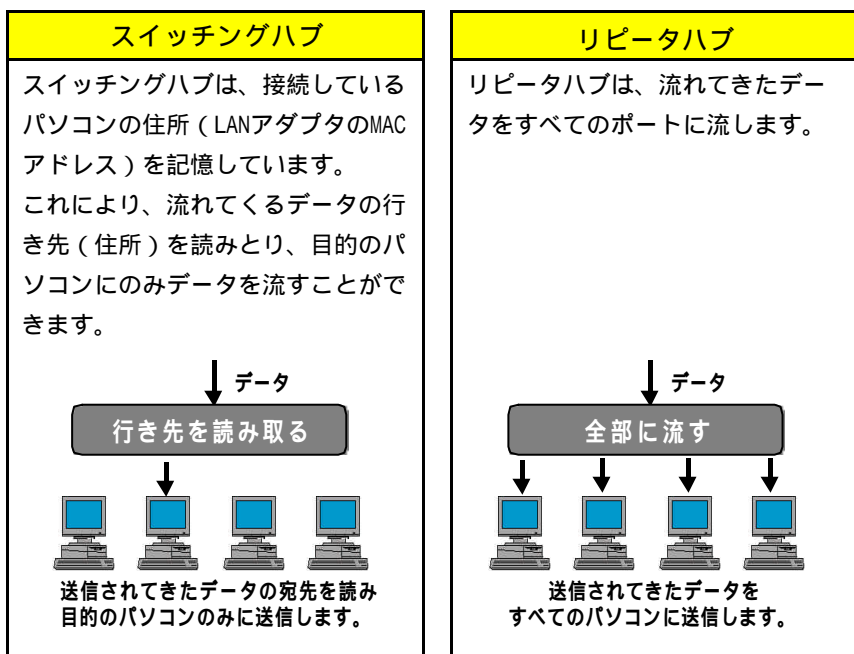 スイッチングハブ
スイッチングハブは、接続している
パソコンの住所(LANアダプタのMAC
アドレス)を記憶しています。
これにより、流れてくるデータの行
き先(住所)を読みとり、目的のパ
ソコンにのみデータを流すことがで
きます。
データ
行き先を読み取る
送信されてきたデータの宛先を読み
目的のパソコンのみに送信します。
リピータハブ
リピータハブは、流れてきたデー
タをすべてのポートに流します。
データ
全部に流す
送信されてきたデータを
すべてのパソコンに送信します。